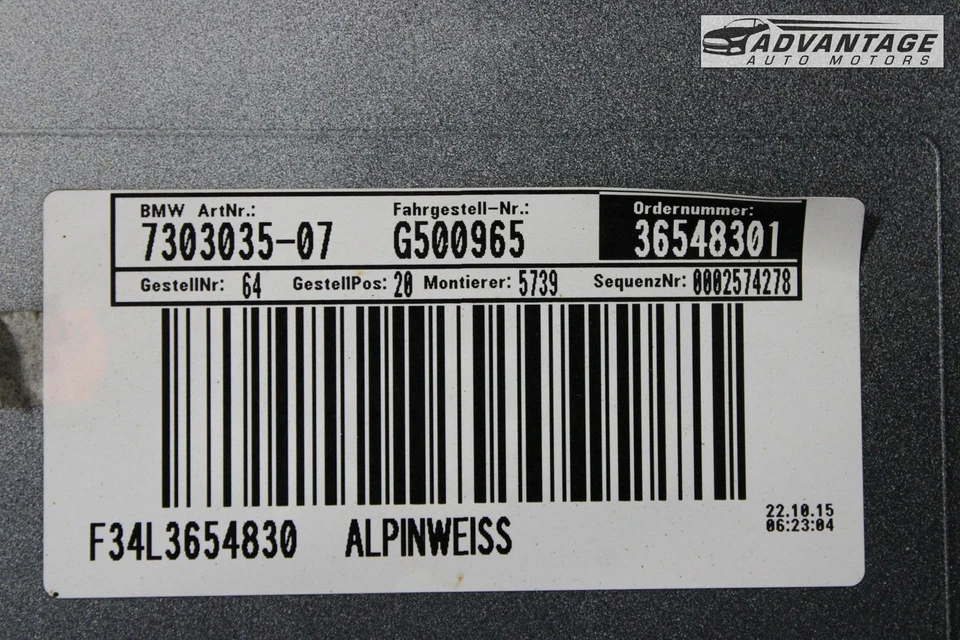 ADVANTAGE
AUTO MOTORS
BMW ArtNr.: Fahrgestell-Nr.: Ordernummer:
7303035-07 G500965 36548301
GestellNr: 64 GestellPos: 20 Montierer: 5739 SequenzNr: 0002574278
22.10.15
06:23:04
F34L3654830 ALPINWEISS